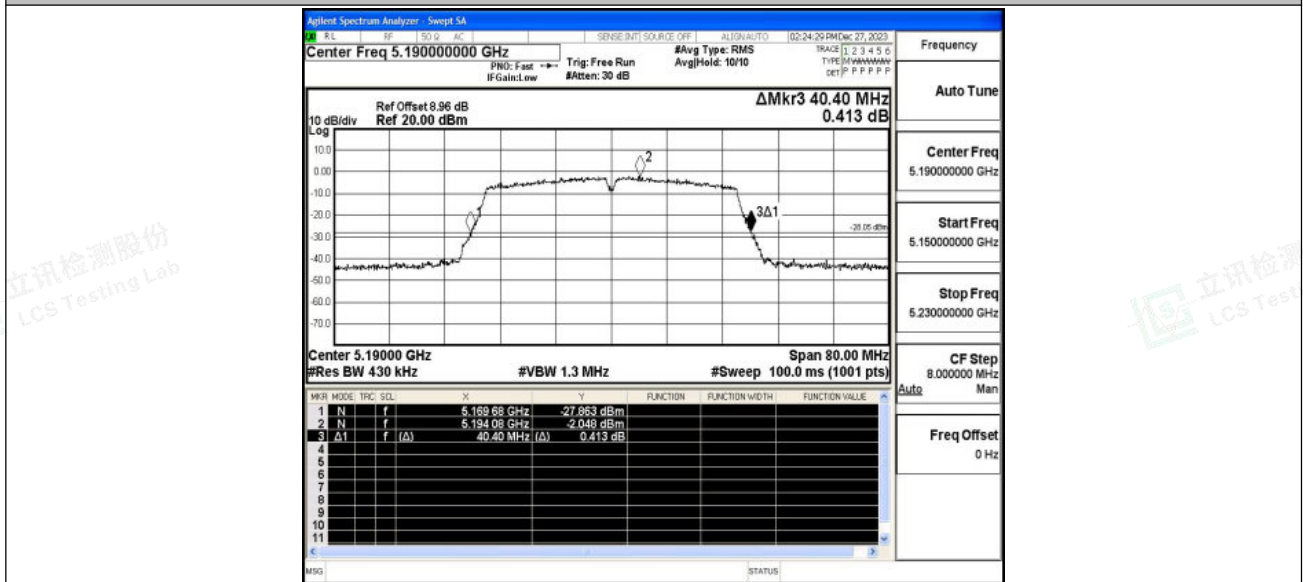 Agilent Spectrum Analyzer - Swept SA
RL RF 50 Ω AC SENSE:INT SOURCE OFF ALIGN AUTO 02:24:29 PM Dec 27, 2023
Center Freq 5.190000000 GHz
PNO: Fast
IFGain:Low
Trig: Free Run
#Atten: 30 dB
#Avg Type: RMS
Avg|Hold: 10/10
TRACE 1 2 3 4 5 6
TYPE M WWWWW
DET P P P P P P
Frequency
Auto Tune
Center Freq
5.190000000 GHz
Start Freq
5.150000000 GHz
Stop Freq
5.230000000 GHz
CF Step
8.000000 MHz
Auto Man
Freq Offset
0 Hz
ΔMkr3 40.40 MHz
0.413 dB
Ref Offset 8.96 dB
10 dB/div Ref 20.00 dBm
Log
10.0
0.00
-10.0
-20.0
-30.0
-40.0
-50.0
-60.0
-70.0
2
1
3Δ1
-28.05 dBm
Center 5.19000 GHz Span 80.00 MHz
#Res BW 430 kHz #VBW 1.3 MHz #Sweep 100.0 ms (1001 pts)
MKR MODE TRC SCL X Y FUNCTION FUNCTION WIDTH FUNCTION VALUE
1 N f 5.169 68 GHz -27.863 dBm
2 N f 5.194 08 GHz -2.048 dBm
3 Δ1 f (Δ) 40.40 MHz (Δ) 0.413 dB
4
5
6
7
8
9
10
11
MSG STATUS
立讯检测股份
LCS Testing Lab
立讯检测
LCS Test